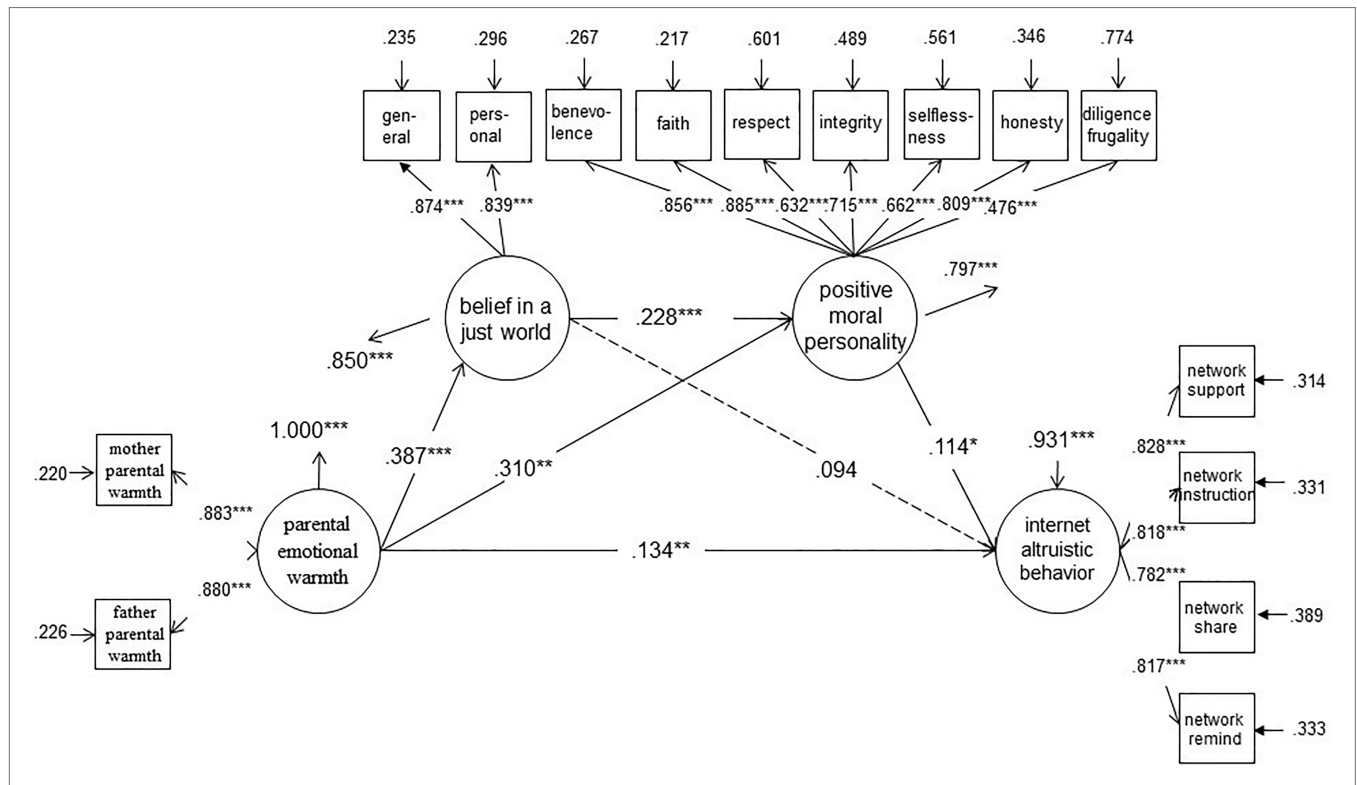 .235
.296
.267
.217
.601
.489
.561
.346
.774
gen-
eral
pers-
onal
benevo-
lence
faith
respect
integrity
selfless-
ness
honesty
diligence
frugality
.874***
.839***
.856***
.885***
.632***
.715***
.662***
.809***
.476***
belief in a
just world
positive
moral
personality
.797***
.228***
.850***
network
support
.314
1.000***
.387***
.310**
.094
.114*
.931***
.828***
mother
parental
warmth
.220
network
instruction
.331
.883***
parental
emotional
warmth
.134**
internet
altruistic
behavior
.818***
.782***
.880***
father
parental
warmth
.226
network
share
.389
.817***
network
remind
.333